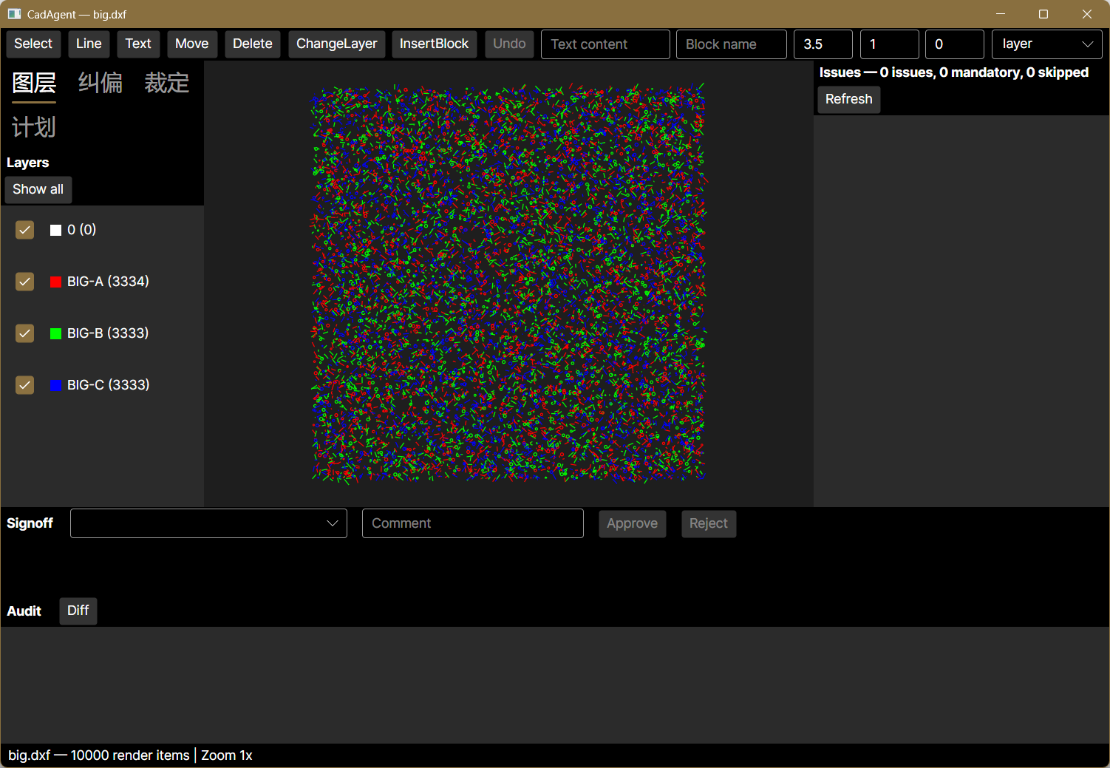 CadAgent — big.dxf
Select Line Text Move Delete ChangeLayer InsertBlock Undo Text content Block name 3.5 1 0 layer
图层 纠偏 裁定
计划
Layers
Show all
0 (0)
BIG-A (3334)
BIG-B (3333)
BIG-C (3333)
Issues — 0 issues, 0 mandatory, 0 skipped
Refresh
Signoff Comment Approve Reject
Audit Diff
big.dxf — 10000 render items | Zoom 1x